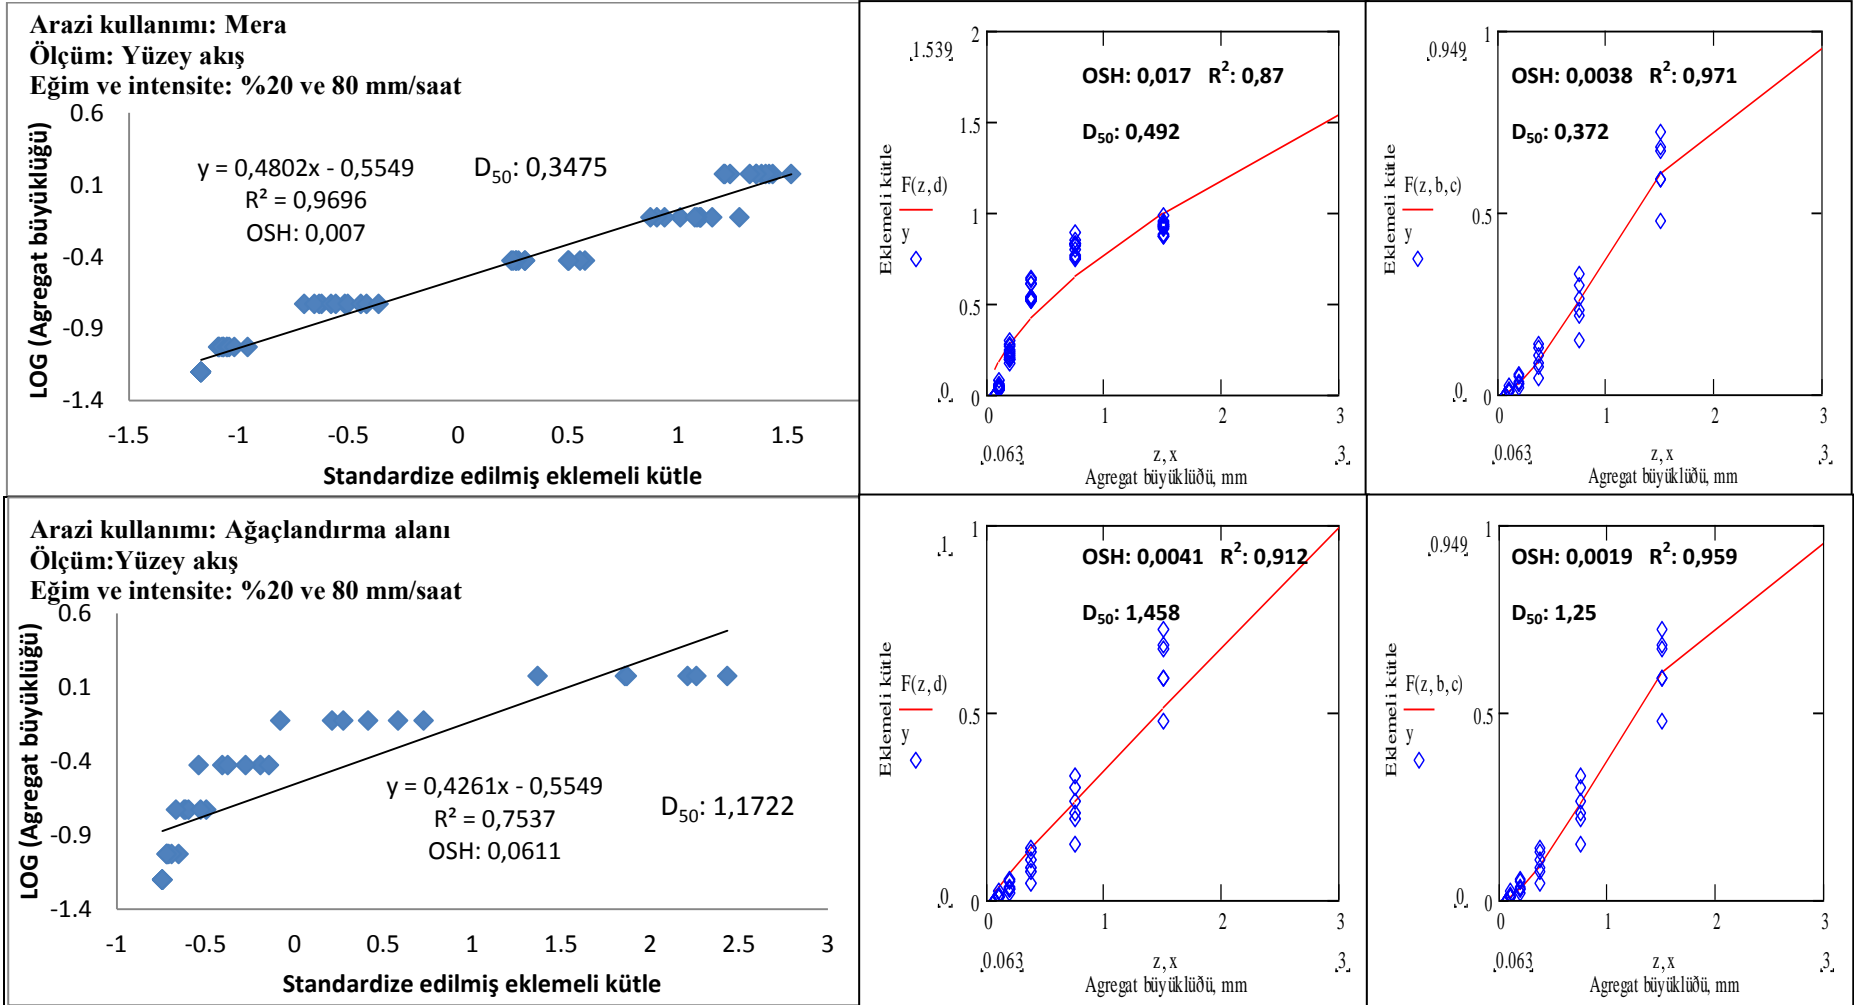 Arazi kullanımı: Mera
Ölçüm: Yüzey akış
Eğim ve intensite: %20 ve 80 mm/saat
LOG (Agregat büyüklüğü)
0.6
0.1
-0.4
-0.9
-1.4
y = 0,4802x - 0,5549
R² = 0,9696
OSH: 0,007
D50: 0,3475
-1.5 -1 -0.5 0 0.5 1 1.5
Standardize edilmiş eklemeli kütle
1.539
0
Eklemeli kütle
F(z,d)
y
2
1.5
1
0.5
0
OSH: 0,017 R²: 0,87
D50: 0,492
0 1 2 3
0.063 z,x 3
Agregat büyüklüðü, mm
0.949
0
Eklemeli kütle
F(z,b,c)
y
1
0.5
0
OSH: 0,0038 R²: 0,971
D50: 0,372
0 1 2 3
0.063 z,x 3
Agregat büyüklüðü, mm
Arazi kullanımı: Ağaçlandırma alanı
Ölçüm:Yüzey akış
Eğim ve intensite: %20 ve 80 mm/saat
LOG (Agregat büyüklüğü)
0.6
0.1
-0.4
-0.9
-1.4
y = 0,4261x - 0,5549
R² = 0,7537
OSH: 0,0611
D50: 1,1722
-1 -0.5 0 0.5 1 1.5 2 2.5 3
Standardize edilmiş eklemeli kütle
1
0
Eklemeli kütle
F(z,d)
y
1
0.5
0
OSH: 0,0041 R²: 0,912
D50: 1,458
0 1 2 3
0.063 z,x 3
Agregat büyüklüðü, mm
0.949
0
Eklemeli kütle
F(z,b,c)
y
1
0.5
0
OSH: 0,0019 R²: 0,959
D50: 1,25
0 1 2 3
0.063 z,x 3
Agregat büyüklüðü, mm